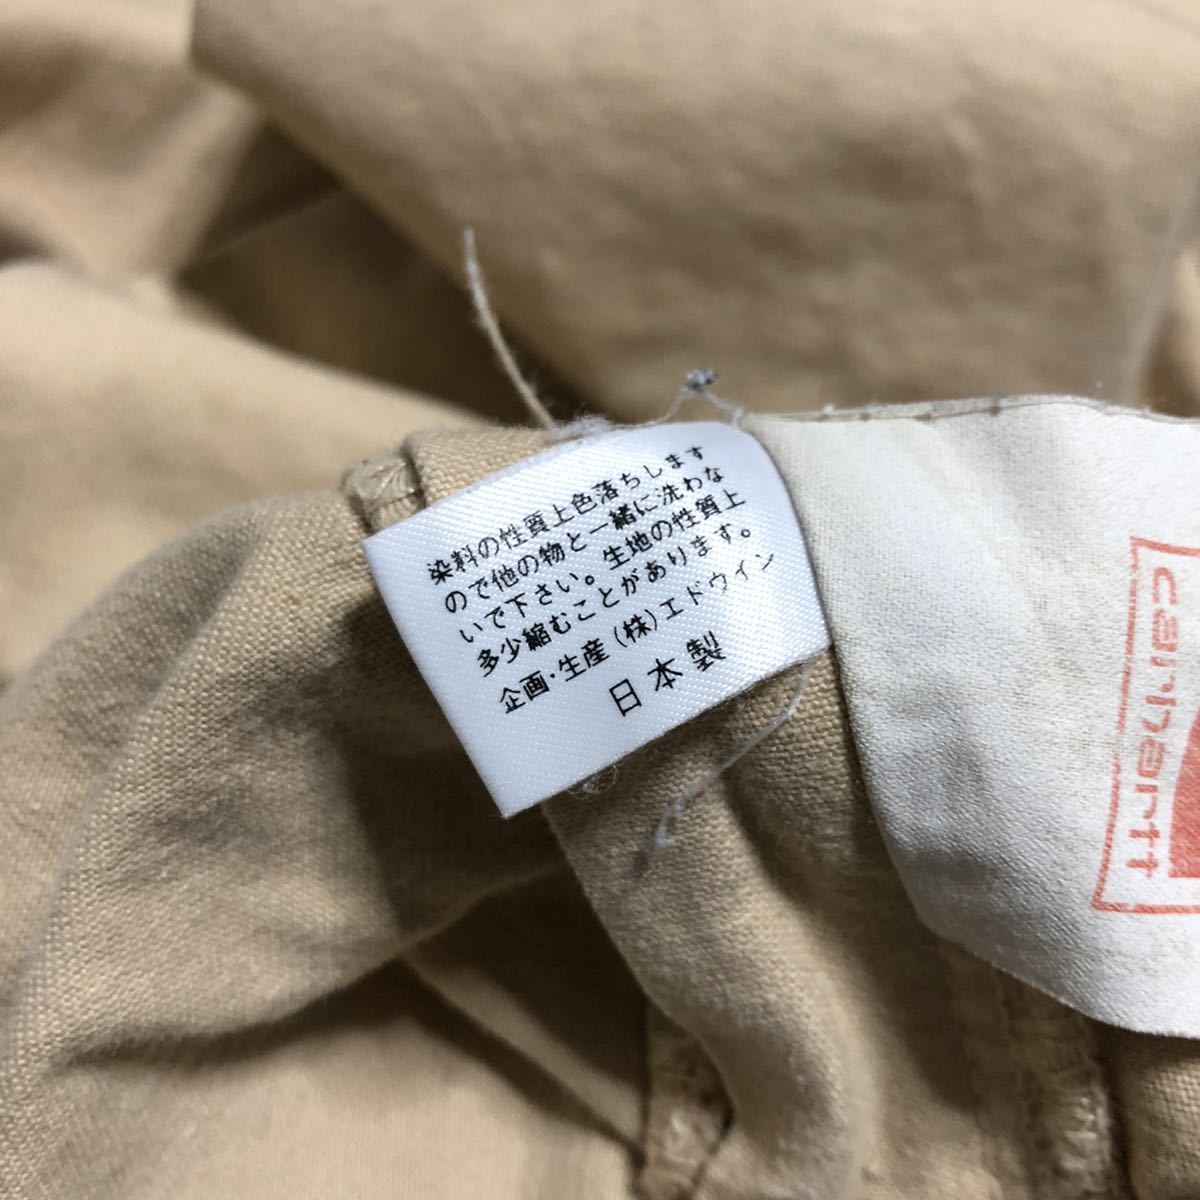 染料の性質上色落ちします
ので他の物と一緒に洗わな
いで下さい。生地の性質上
多少縮むことがあります。
企画・生産(株)エドウイン
日本製
carhartt